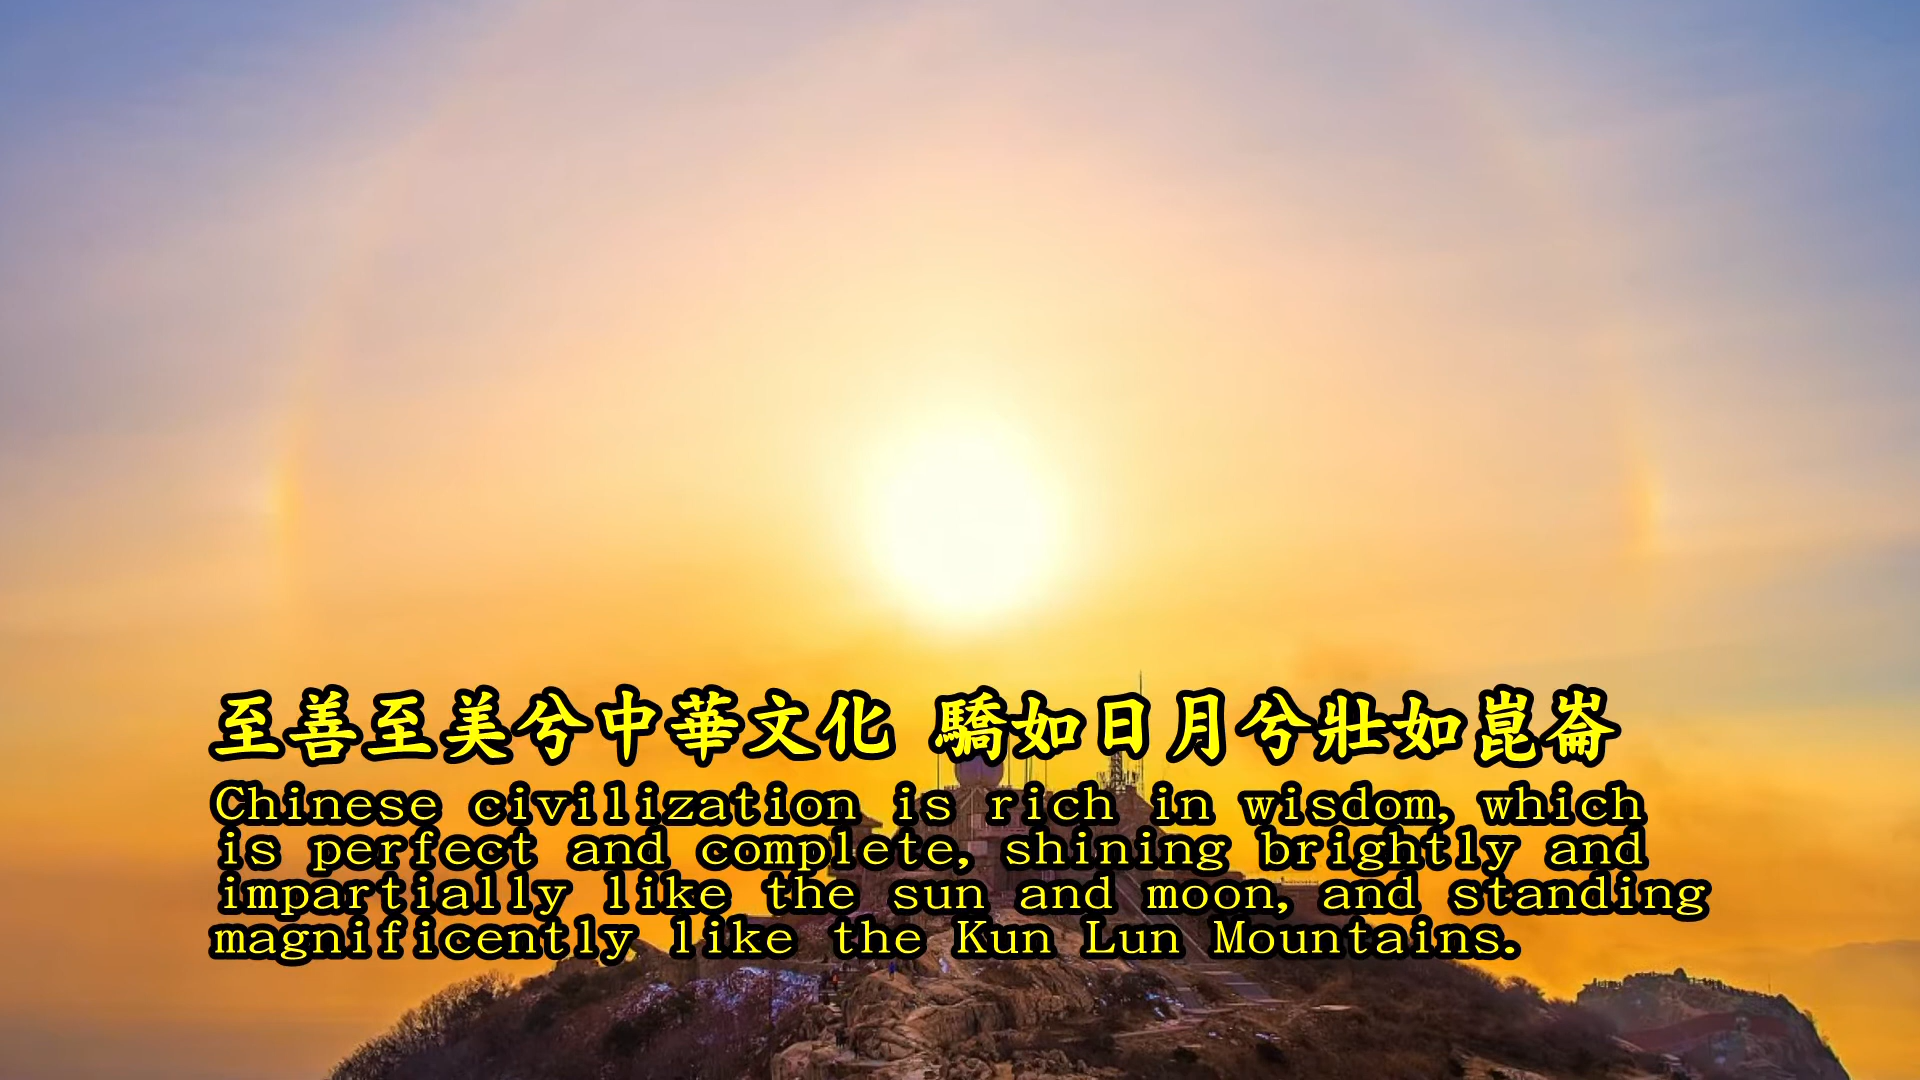 至善至美兮中華文化 驕如日月兮壯如崑崙
Chinese civilization is rich in wisdom, which
is perfect and complete, shining brightly and
impartially like the sun and moon, and standing
magnificently like the Kun Lun Mountains.